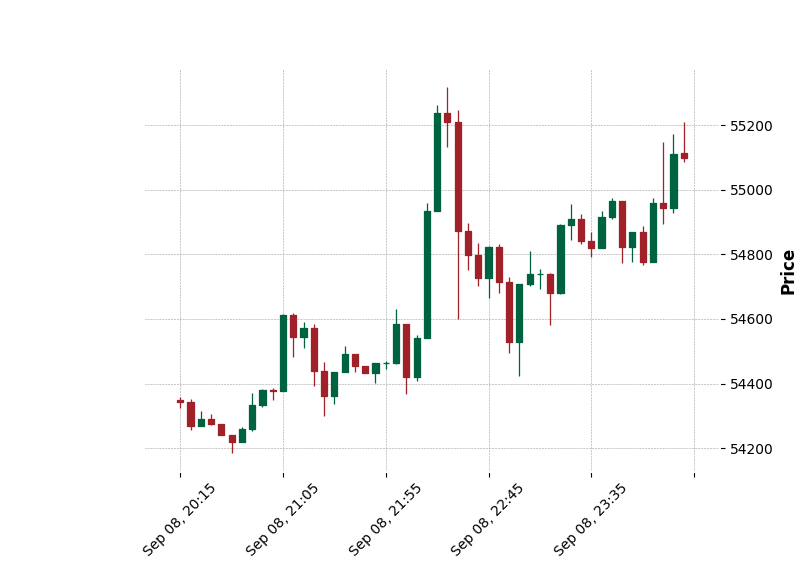 55200
55000
54800
54600
54400
54200
Price
Sep 08, 20:15
Sep 08, 21:05
Sep 08, 21:55
Sep 08, 22:45
Sep 08, 23:35